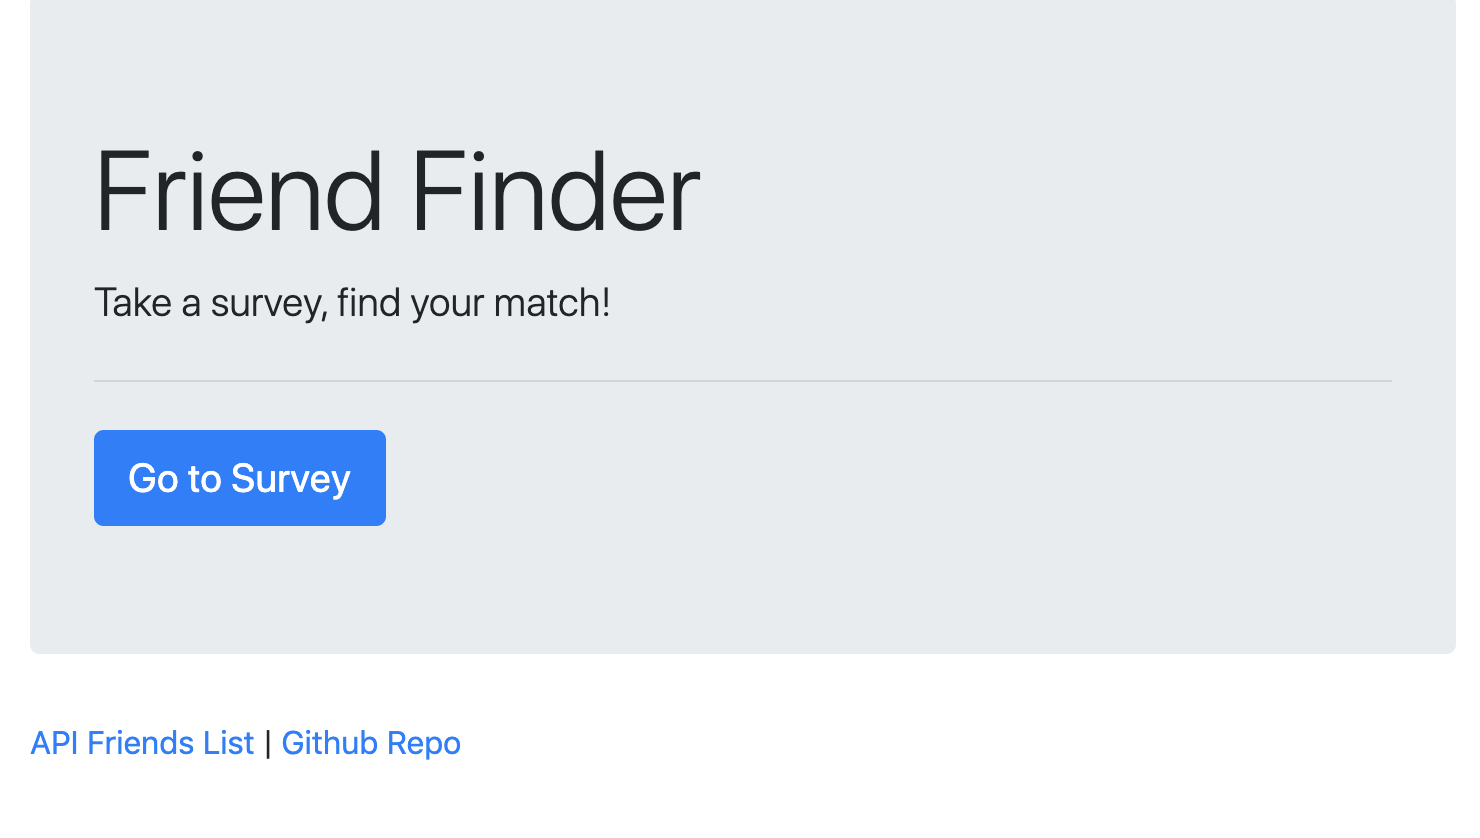 Friend Finder
Take a survey, find your match!
Go to Survey
API Friends List | Github Repo